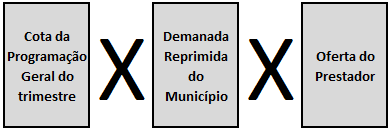 Cota da
Programação
Geral do
trimestre
X
Demanada
Reprimida
do
Município
X
Oferta do
Prestador